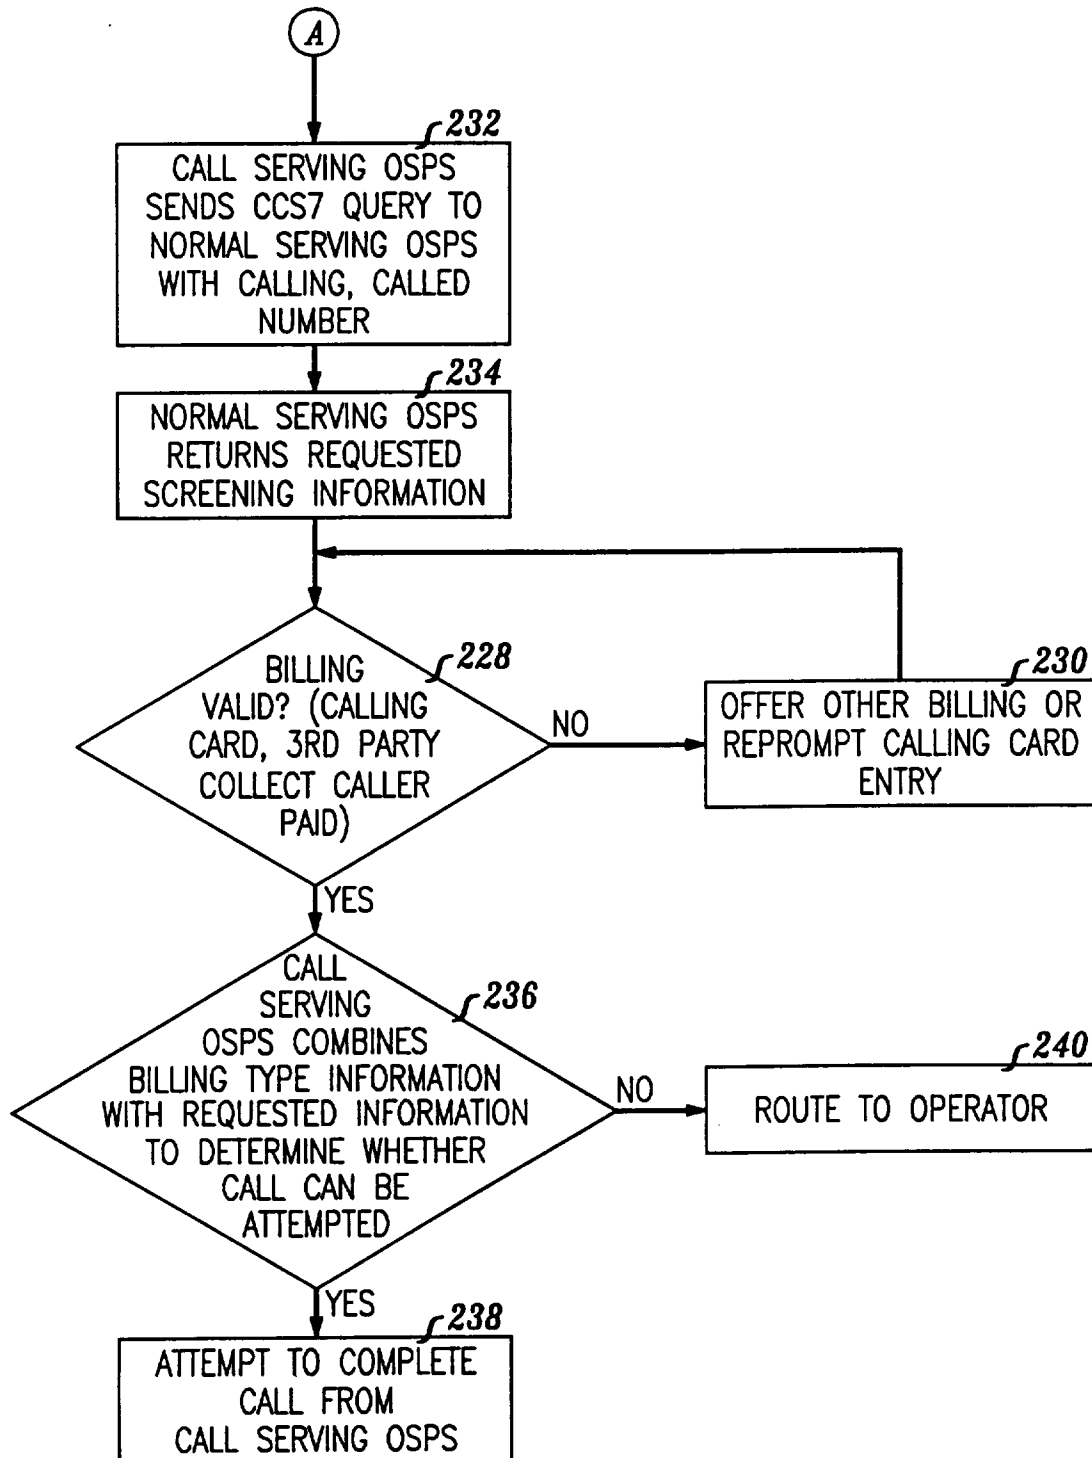 A
232
CALL SERVING OSPS
SENDS CCS7 QUERY TO
NORMAL SERVING OSPS
WITH CALLING, CALLED
NUMBER
234
NORMAL SERVING OSPS
RETURNS REQUESTED
SCREENING INFORMATION
228
BILLING
VALID? (CALLING
CARD, 3RD PARTY
COLLECT CALLER
PAID)
NO
230
OFFER OTHER BILLING OR
REPROMPT CALLING CARD
ENTRY
YES
236
CALL
SERVING
OSPS COMBINES
BILLING TYPE INFORMATION
WITH REQUESTED INFORMATION
TO DETERMINE WHETHER
CALL CAN BE
ATTEMPTED
NO
240
ROUTE TO OPERATOR
YES
238
ATTEMPT TO COMPLETE
CALL FROM
CALL SERVING OSPS